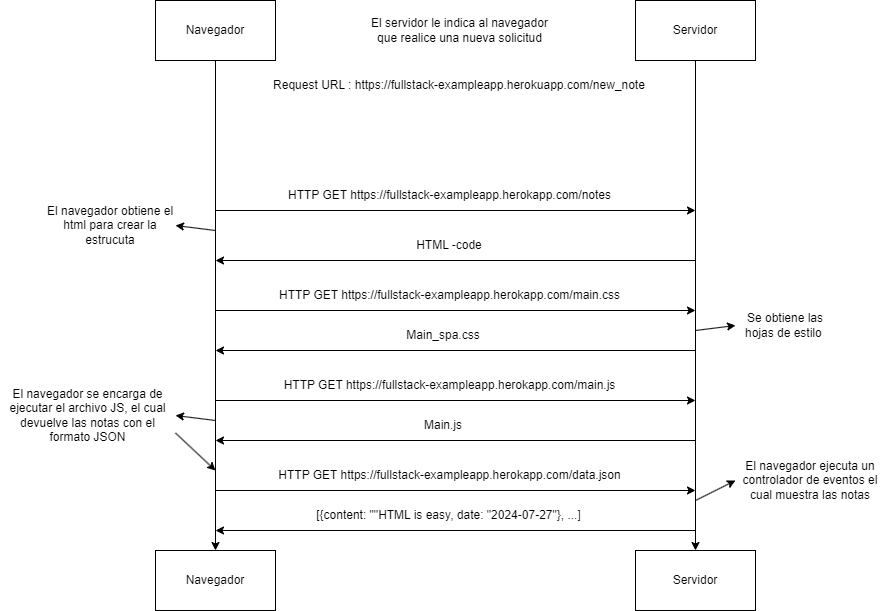 Navegador
El servidor le indica al navegador
que realice una nueva solicitud
Servidor
Request URL : https://fullstack-exampleapp.herokuapp.com/new_note
HTTP GET https://fullstack-exampleapp.herokapp.com/notes
El navegador obtiene el
html para crear la
estrucuta
HTML -code
HTTP GET https://fullstack-exampleapp.herokapp.com/main.css
Se obtiene las
hojas de estilo
Main_spa.css
HTTP GET https://fullstack-exampleapp.herokapp.com/main.js
El navegador se encarga de
ejecutar el archivo JS, el cual
devuelve las notas con el
formato JSON
Main.js
HTTP GET https://fullstack-exampleapp.herokapp.com/data.json
El navegador ejecuta un
controlador de eventos el
cual muestra las notas
[{content: ""HTML is easy, date: "2024-07-27"}, ...]
Navegador
Servidor